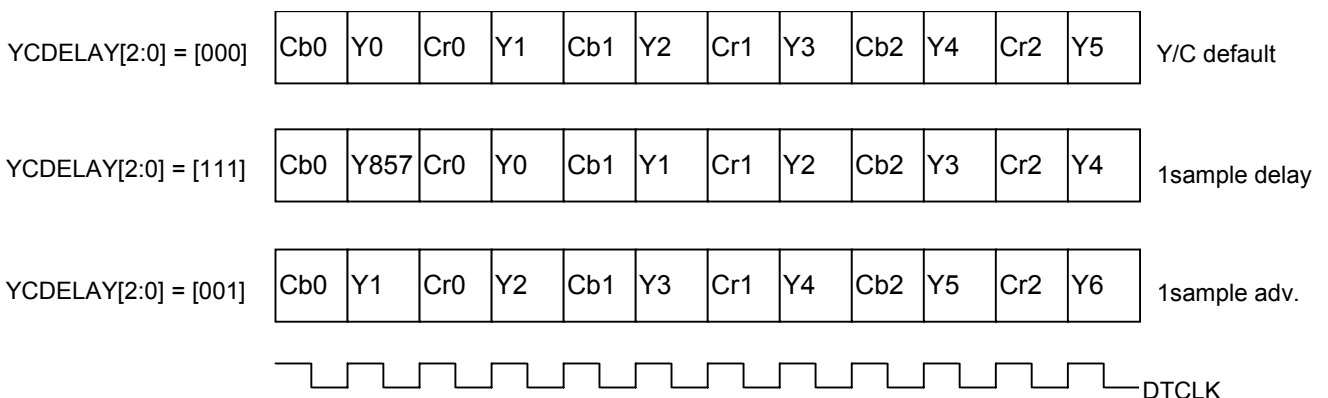 YCDELAY[2:0] = [000] Cb0 Y0 Cr0 Y1 Cb1 Y2 Cr1 Y3 Cb2 Y4 Cr2 Y5 Y/C default
YCDELAY[2:0] = [111] Cb0 Y857 Cr0 Y0 Cb1 Y1 Cr1 Y2 Cb2 Y3 Cr2 Y4 1sample delay
YCDELAY[2:0] = [001] Cb0 Y1 Cr0 Y2 Cb1 Y3 Cr1 Y4 Cb2 Y5 Cr2 Y6 1sample adv.
DTCLK